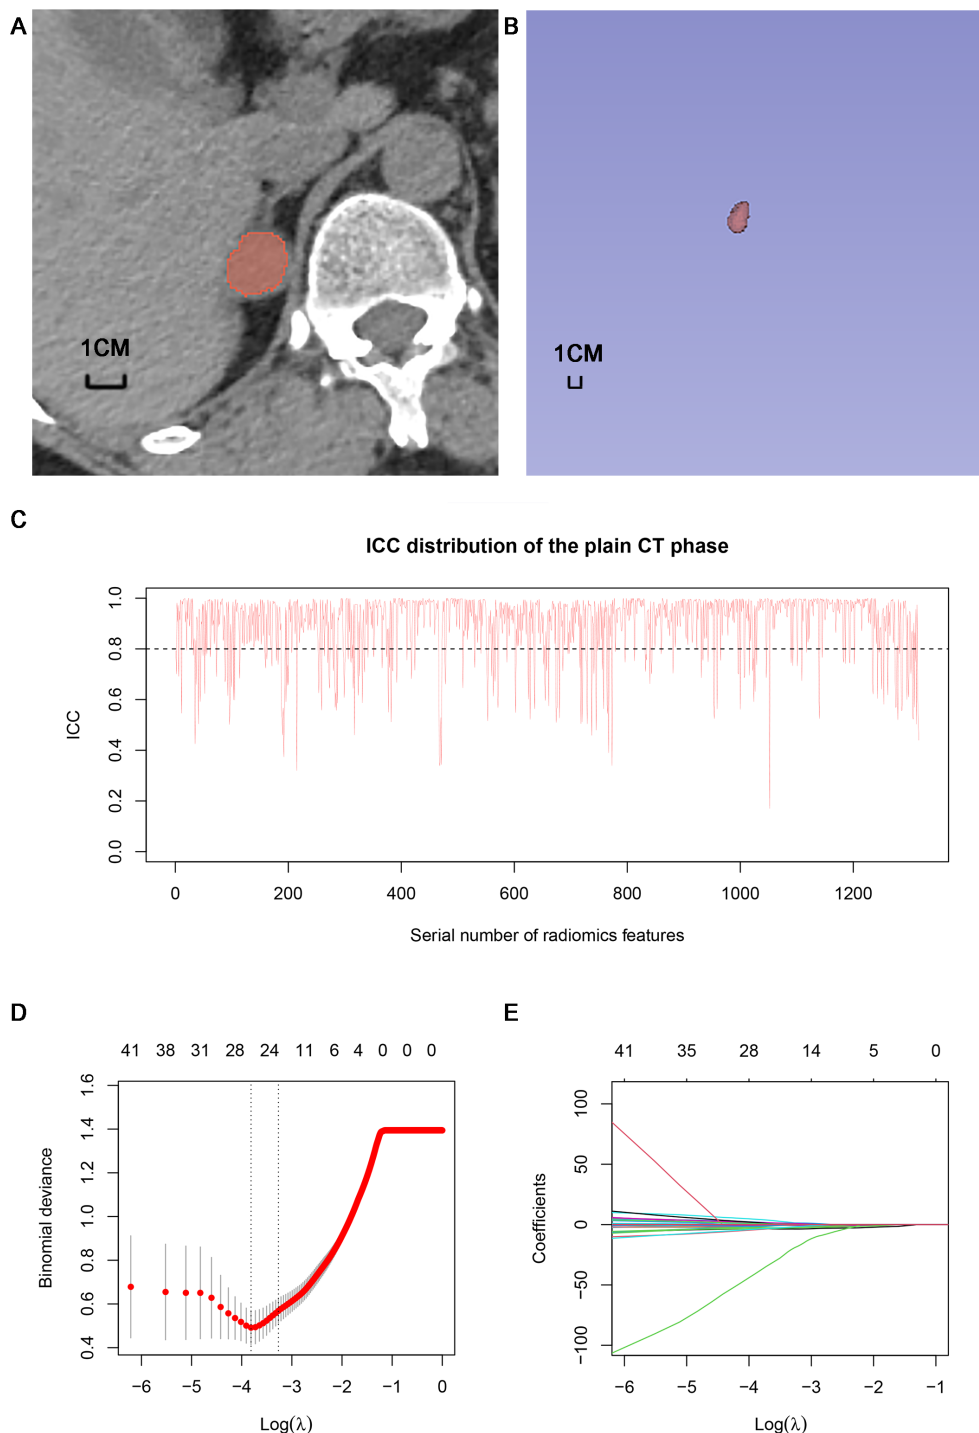 A
B
1CM
1CM
C
ICC distribution of the plain CT phase
1.0
0.8
0.6
0.4
0.2
0.0
ICC
0 200 400 600 800 1000 1200
Serial number of radiomics features
D
41 38 31 28 24 11 6 4 0 0 0
1.6
1.4
1.2
1.0
0.8
0.6
0.4
Binomial deviance
−6 −5 −4 −3 −2 −1 0
Log(λ)
E
41 35 28 14 5 0
100
50
0
−50
−100
Coefficients
−6 −5 −4 −3 −2 −1
Log(λ)